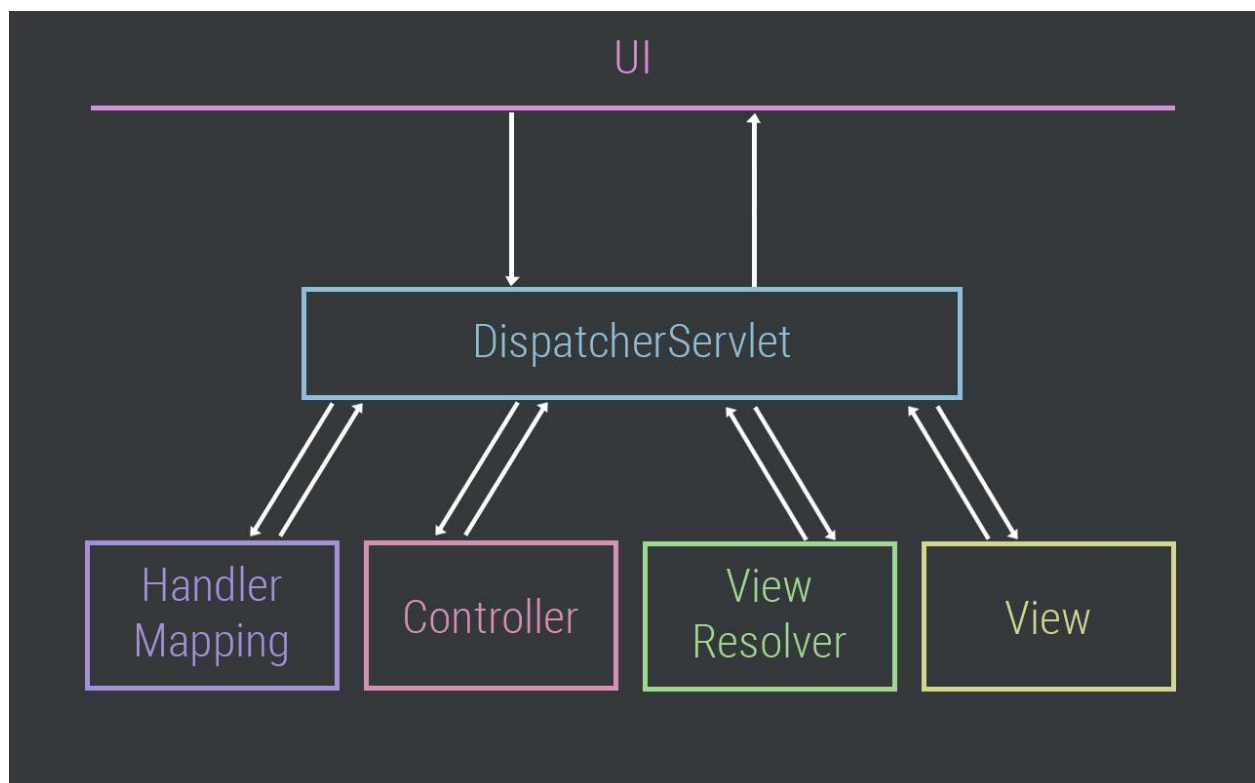 UI
DispatcherServlet
Handler
Mapping
Controller
View
Resolver
View